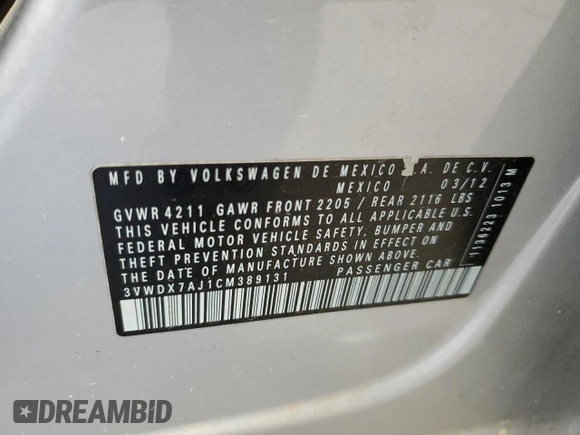 MFD BY VOLKSWAGEN DE MEXICO S.A. DE C.V.
MEXICO 03/12
GVWR 4211 GAWR FRONT 2205 / REAR 2116 LBS
THIS VEHICLE CONFORMS TO ALL APPLICABLE U.S.
FEDERAL MOTOR VEHICLE SAFETY, BUMPER AND
THEFT PREVENTION STANDARDS IN EFFECT ON
THE DATE OF MANUFACTURE SHOWN ABOVE.
3VWDX7AJ1CM389131 PASSENGER CAR
1136223 1013 M
DREAMBID